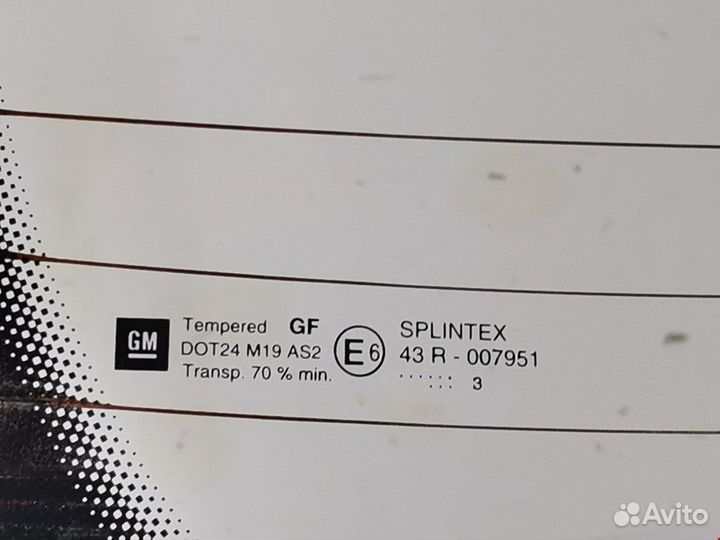 GM
Tempered GF
DOT24 M19 AS2
Transp. 70 % min.
E6
SPLINTEX
43 R - 007951
....... ::: 3
Avito